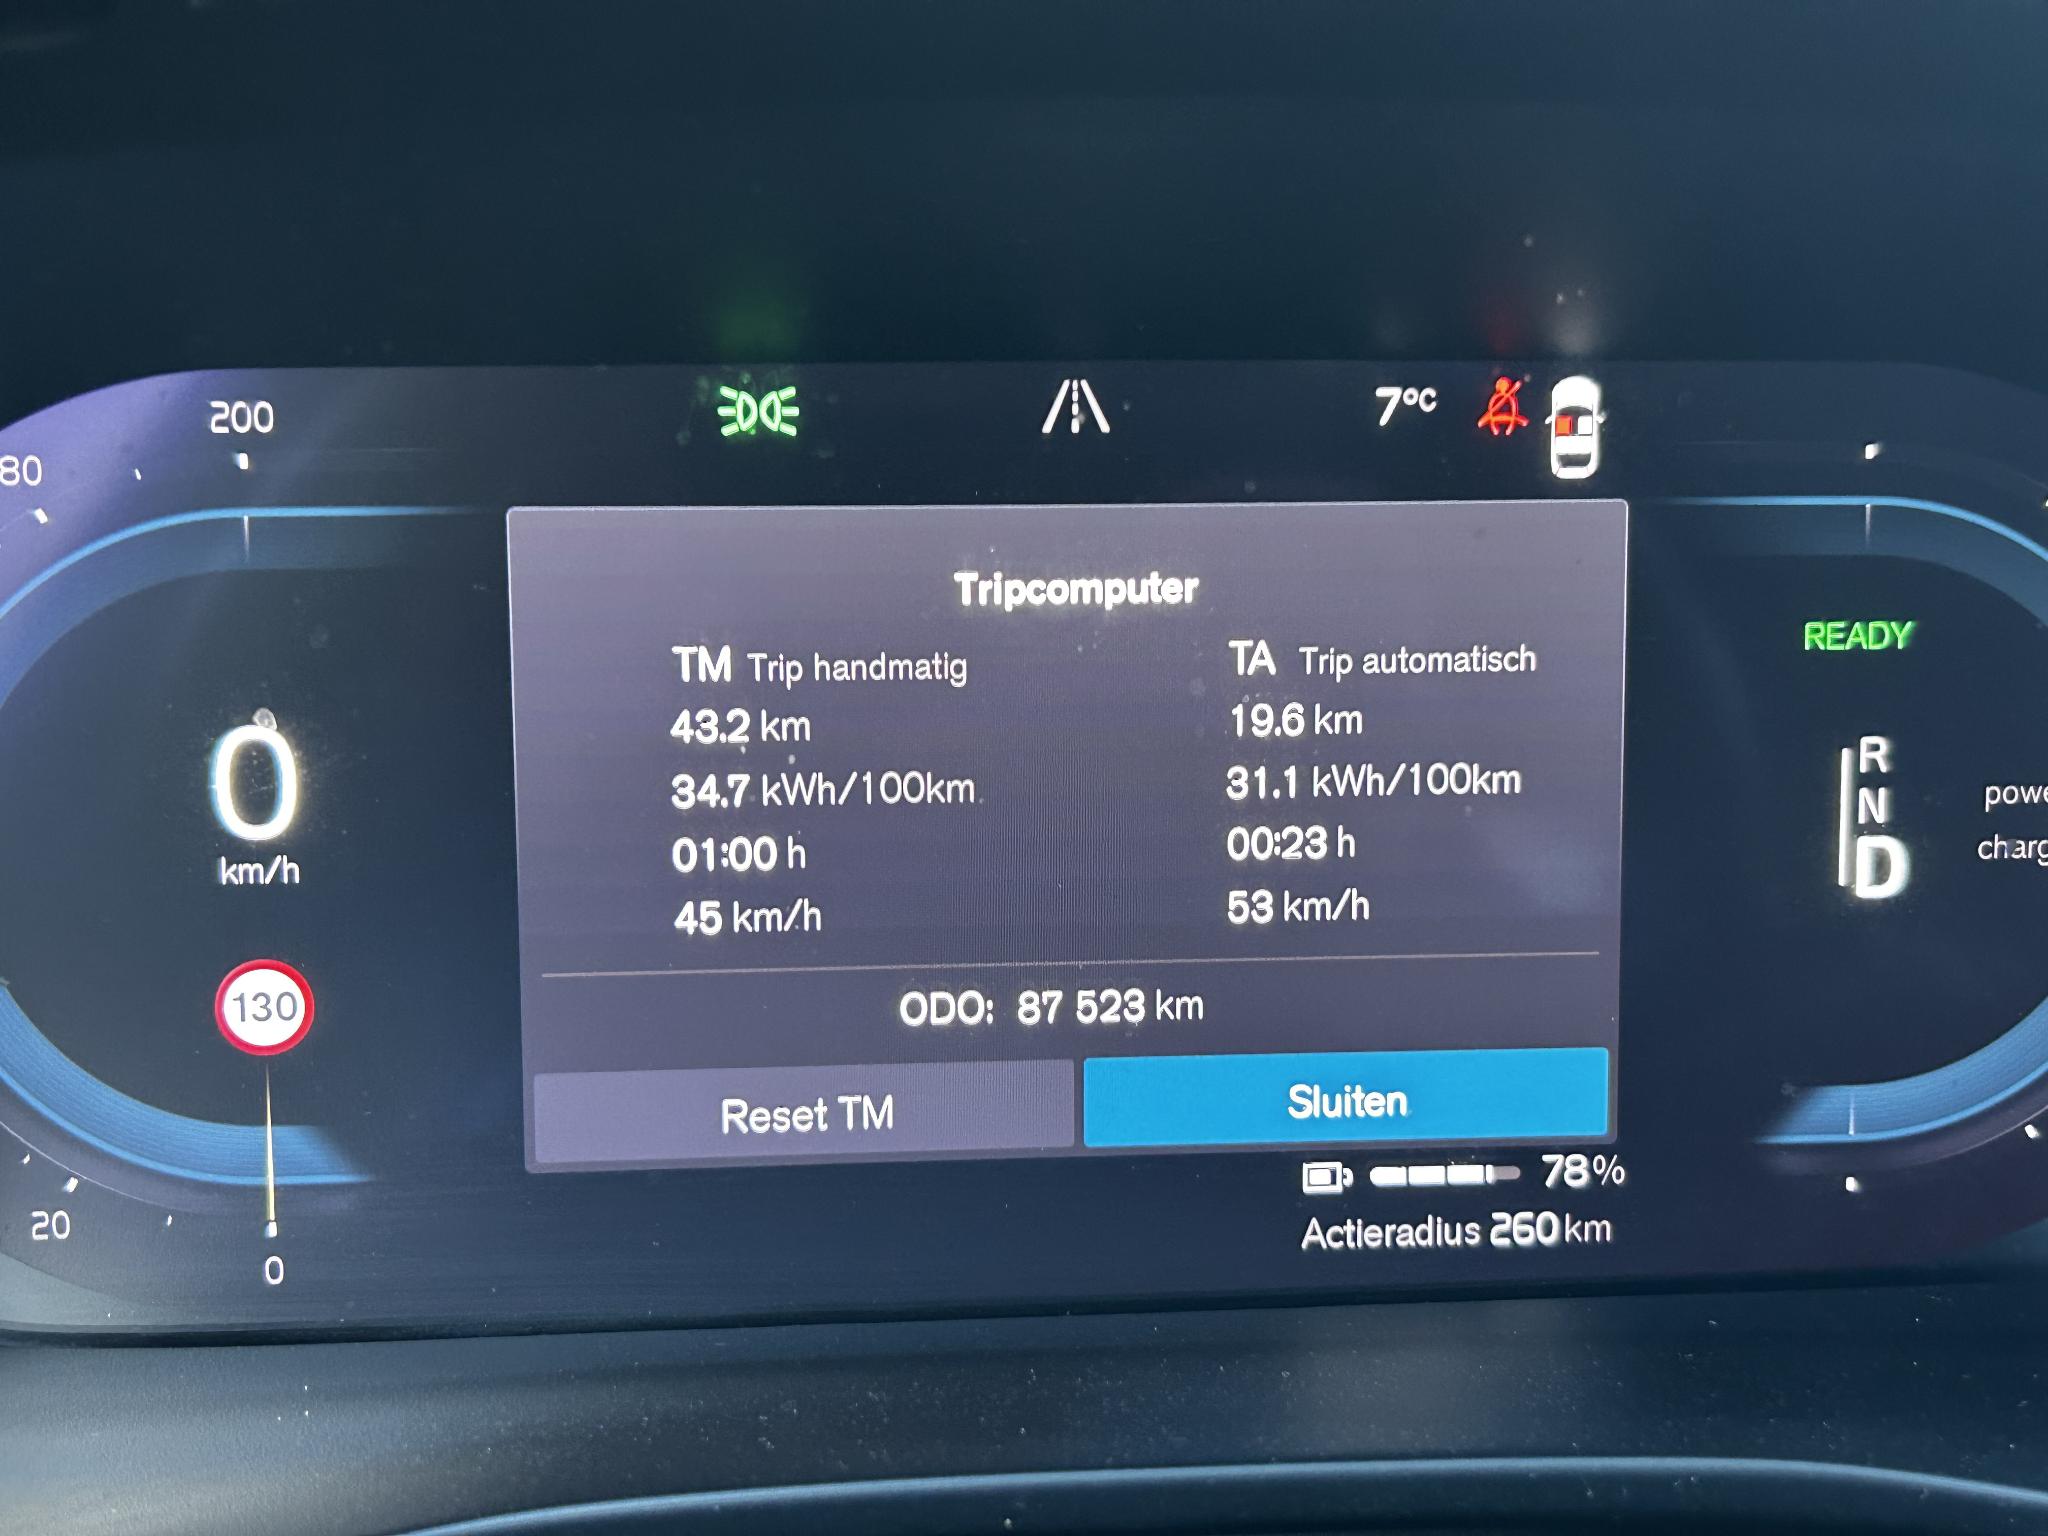 200
80
7°C
Tripcomputer
TM Trip handmatig
43.2 km
34.7 kWh/100km
01:00 h
45 km/h
TA Trip automatisch
19.6 km
31.1 kWh/100km
00:23 h
53 km/h
ODO: 87 523 km
Reset TM
Sluiten
78%
Actieradius 260 km
0
km/h
130
20
0
READY
R
N
D
powe
charg